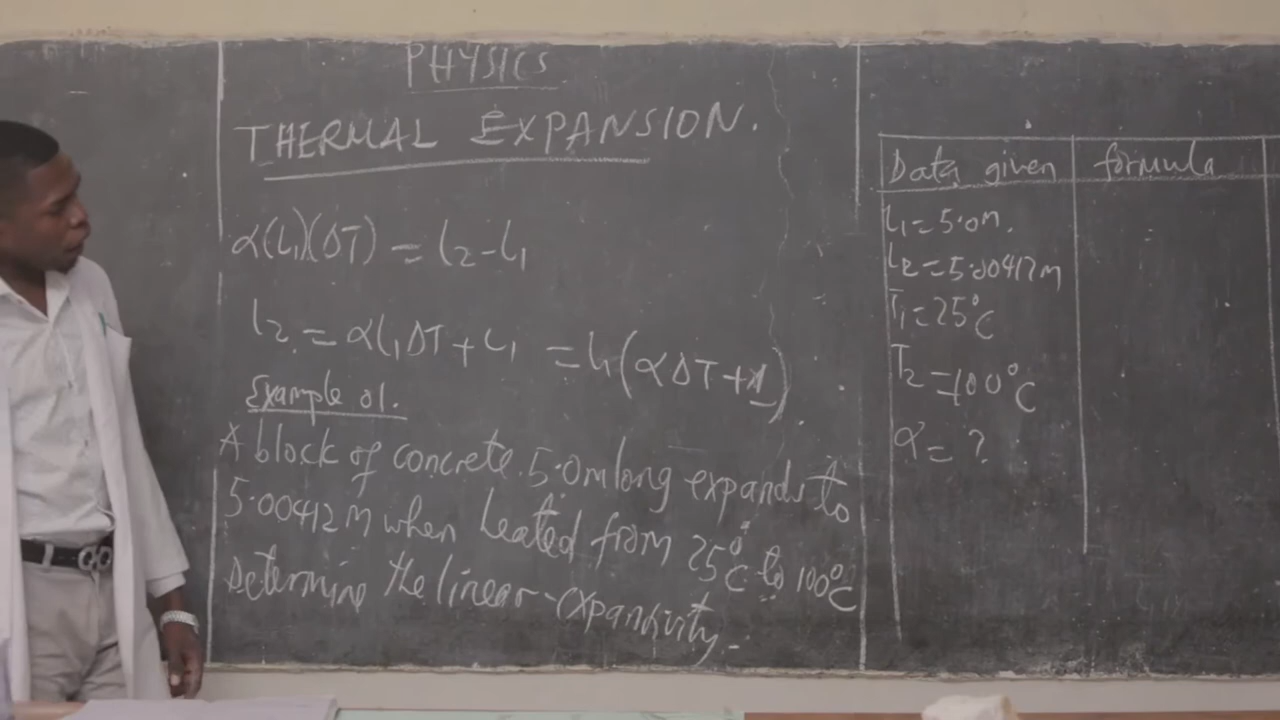 PHYSICS
THERMAL EXPANSION.
α(L₁)(ΔT) = L₂-L₁
L₂ = αL₁ΔT + L₁ = L₁(αΔT+1)
Example 01.
A block of concrete 5.0m long expands to
5.00412 M when heated from 25°C to 100°C
Determine the linear-expansivity.-
Data given formula
L₁=5.0m.
L₂=5.00412m
T₁=25°C
T₂=100°C
α=?